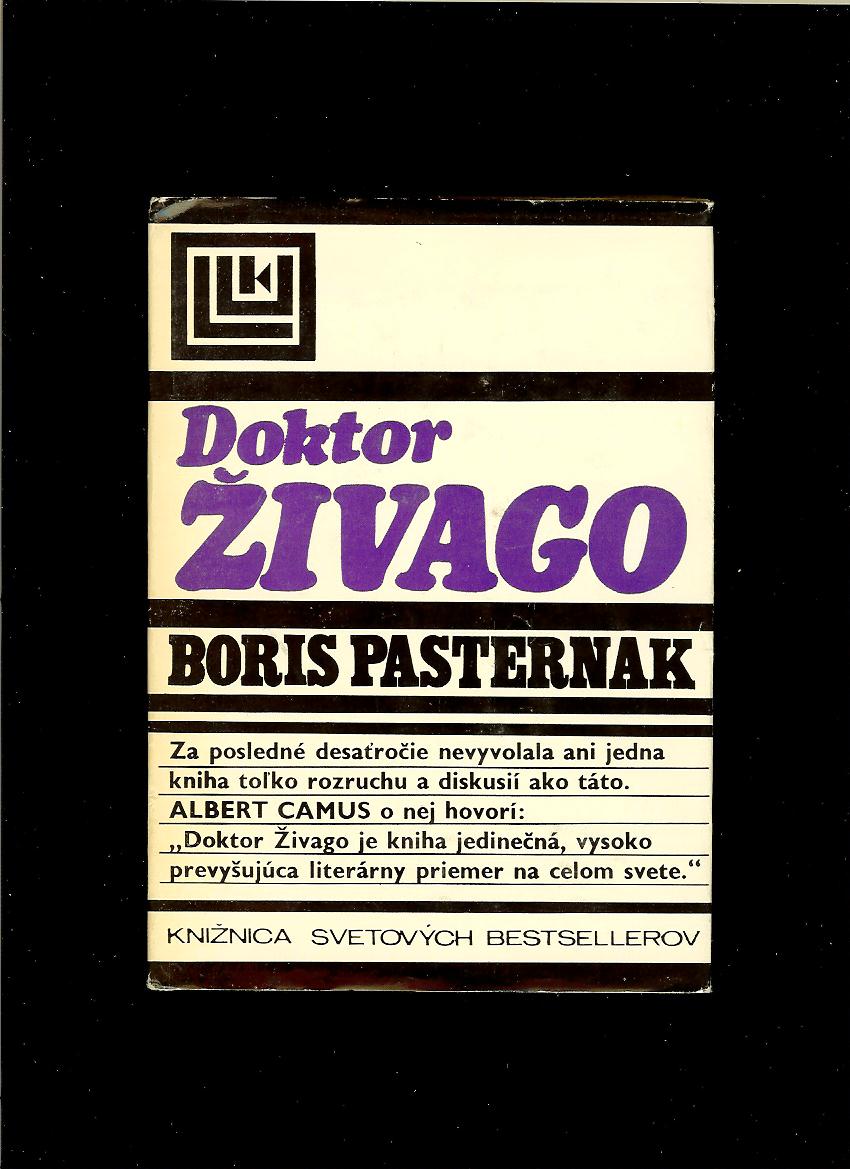 Doktor
ŽIVAGO
BORIS PASTERNAK
Za posledné desaťročie nevyvolala ani jedna
kniha toľko rozruchu a diskusií ako táto.
ALBERT CAMUS o nej hovorí:
„Doktor Živago je kniha jedinečná, vysoko
prevyšujúca literárny priemer na celom svete.“
KNIŽNICA SVETOVÝCH BESTSELLEROV